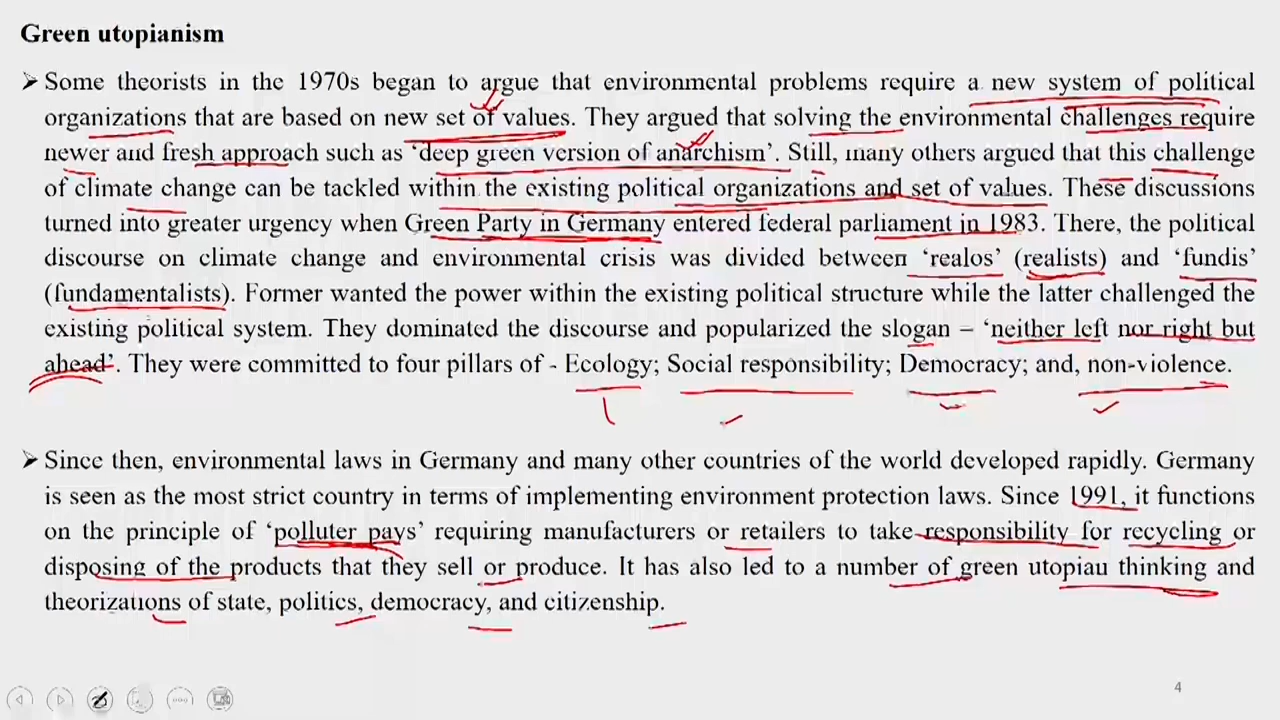 Green utopianism
➢ Some theorists in the 1970s began to argue that environmental problems require a new system of political
organizations that are based on new set of values. They argued that solving the environmental challenges require
newer and fresh approach such as ‘deep green version of anarchism’. Still, many others argued that this challenge
of climate change can be tackled within the existing political organizations and set of values. These discussions
turned into greater urgency when Green Party in Germany entered federal parliament in 1983. There, the political
discourse on climate change and environmental crisis was divided between ‘realos’ (realists) and ‘fundis’
(fundamentalists). Former wanted the power within the existing political structure while the latter challenged the
existing political system. They dominated the discourse and popularized the slogan – ‘neither left nor right but
ahead’. They were committed to four pillars of - Ecology; Social responsibility; Democracy; and, non-violence.
➢ Since then, environmental laws in Germany and many other countries of the world developed rapidly. Germany
is seen as the most strict country in terms of implementing environment protection laws. Since 1991, it functions
on the principle of ‘polluter pays’ requiring manufacturers or retailers to take responsibility for recycling or
disposing of the products that they sell or produce. It has also led to a number of green utopian thinking and
theorizations of state, politics, democracy, and citizenship.
4